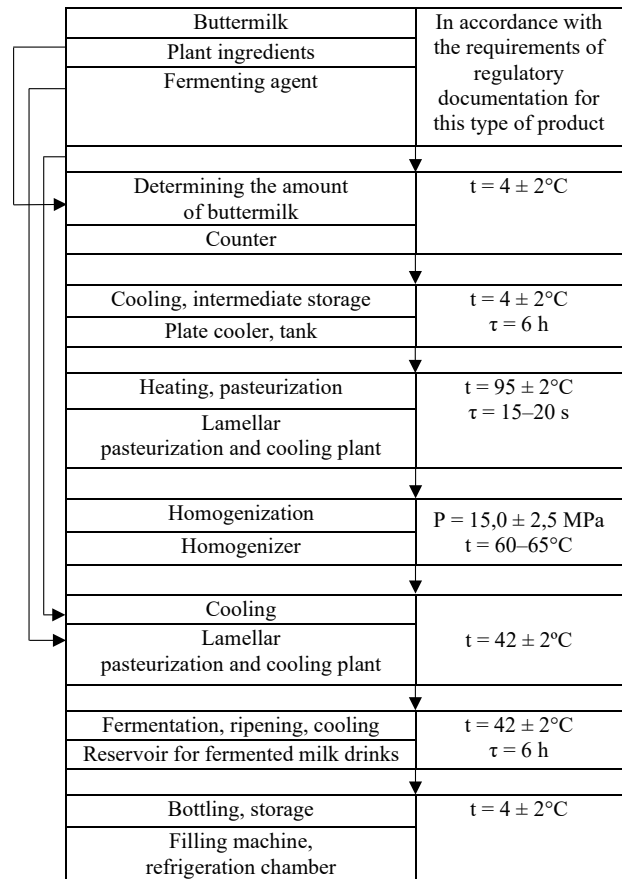 Buttermilk
Plant ingredients
Fermenting agent
In accordance with
the requirements of
regulatory
documentation for
this type of product
Determining the amount
of buttermilk
Counter
t = 4 ± 2°C
Cooling, intermediate storage
Plate cooler, tank
t = 4 ± 2°C
τ = 6 h
Heating, pasteurization
Lamellar
pasteurization and cooling plant
t = 95 ± 2°C
τ = 15–20 s
Homogenization
Homogenizer
P = 15,0 ± 2,5 MPa
t = 60–65°C
Cooling
Lamellar
pasteurization and cooling plant
t = 42 ± 2ºC
Fermentation, ripening, cooling
Reservoir for fermented milk drinks
t = 42 ± 2°C
τ = 6 h
Bottling, storage
Filling machine,
refrigeration chamber
t = 4 ± 2°C